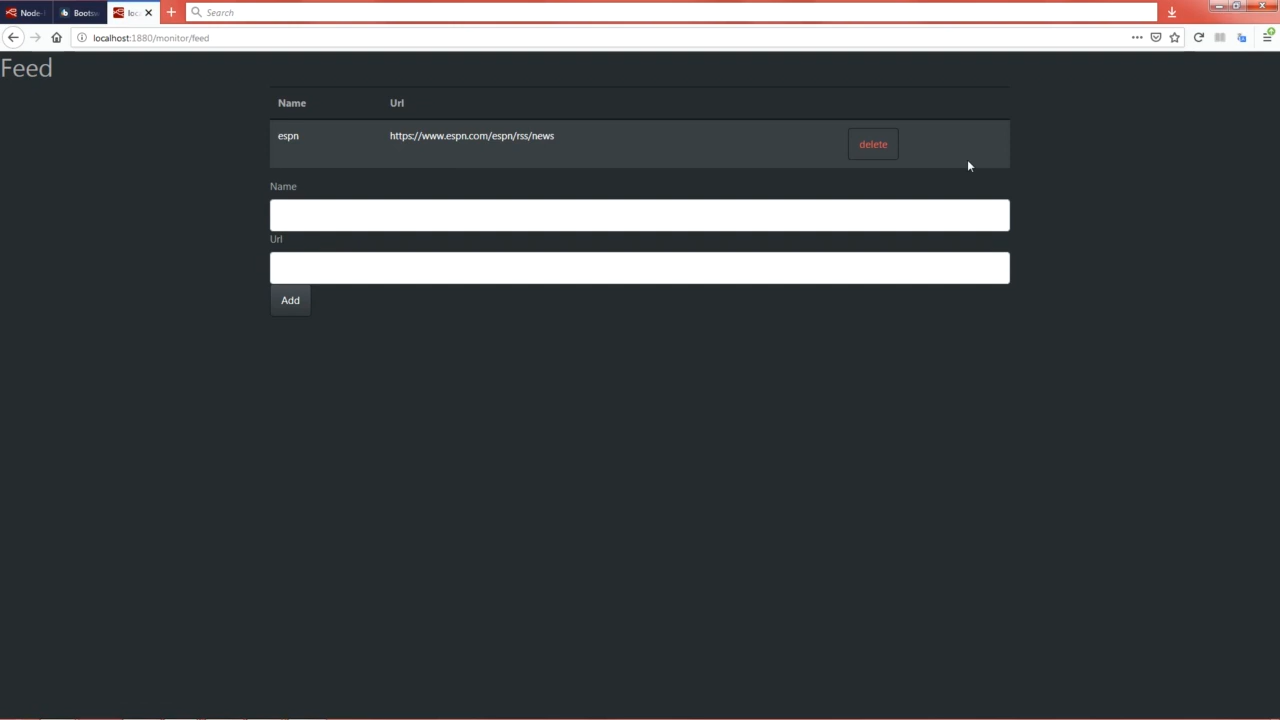 Node-
Bootsw
loc
Search
localhost:1880/monitor/feed
Feed
Name Url
espn https://www.espn.com/espn/rss/news delete
Name
Url
Add